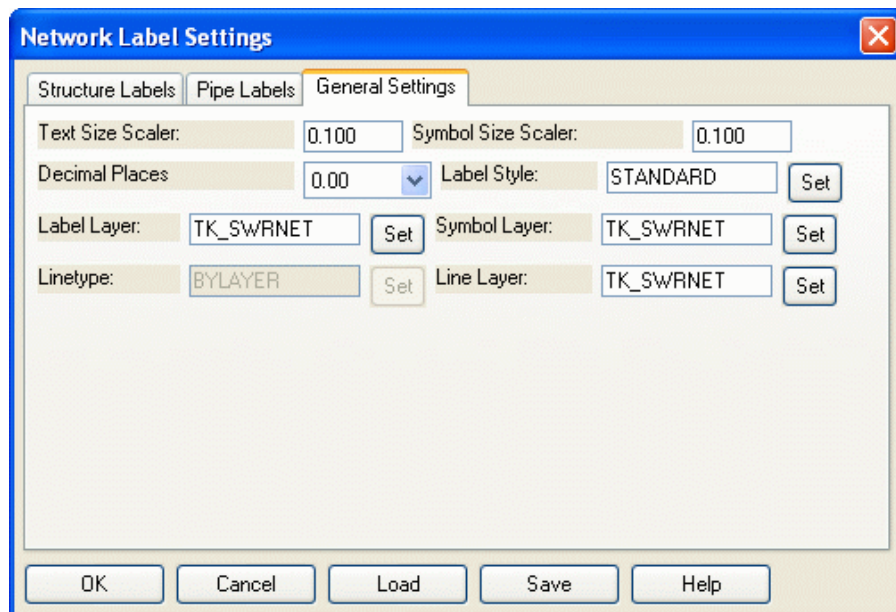 Network Label Settings
Structure Labels Pipe Labels General Settings
Text Size Scaler: 0.100 Symbol Size Scaler: 0.100
Decimal Places 0.00 Label Style: STANDARD Set
Label Layer: TK_SWRNET Set Symbol Layer: TK_SWRNET Set
Linetype: BYLAYER Set Line Layer: TK_SWRNET Set
OK Cancel Load Save Help